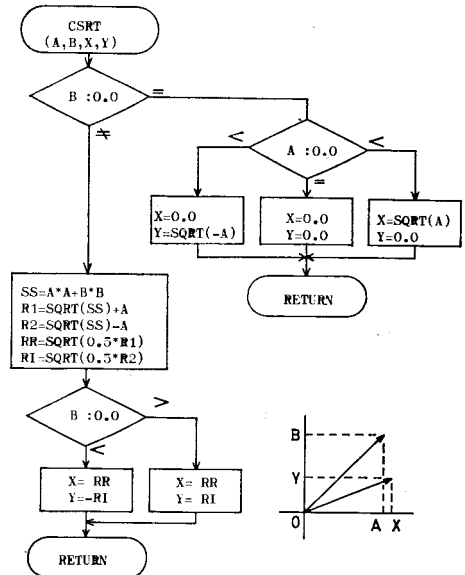 CSRT
(A,B,X,Y)
B :0.0
=
≠
A :0.0
<
=
<
X=0.0
Y=SQRT(-A)
X=0.0
Y=0.0
X=SQRT(A)
Y=0.0
RETURN
SS=A*A+B*B
R1=SQRT(SS)+A
R2=SQRT(SS)-A
RR=SQRT(0.5*R1)
RI=SQRT(0.5*R2)
B :0.0
>
<
X= RR
Y=-RI
X= RR
Y= RI
RETURN
B
Y
O
A
X